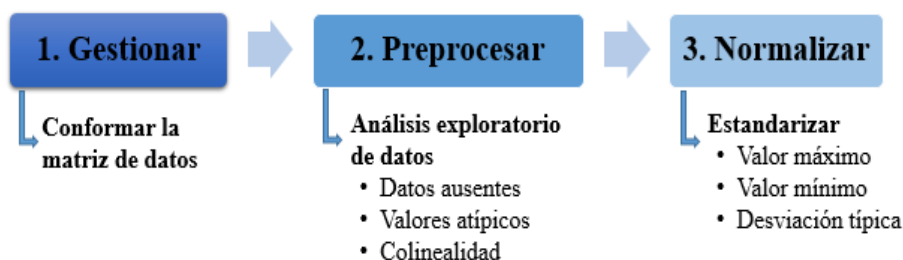 1. Gestionar
Conformar la
matriz de datos
2. Preprocesar
Análisis exploratorio
de datos
• Datos ausentes
• Valores atípicos
• Colinealidad
3. Normalizar
Estandarizar
• Valor máximo
• Valor mínimo
• Desviación típica